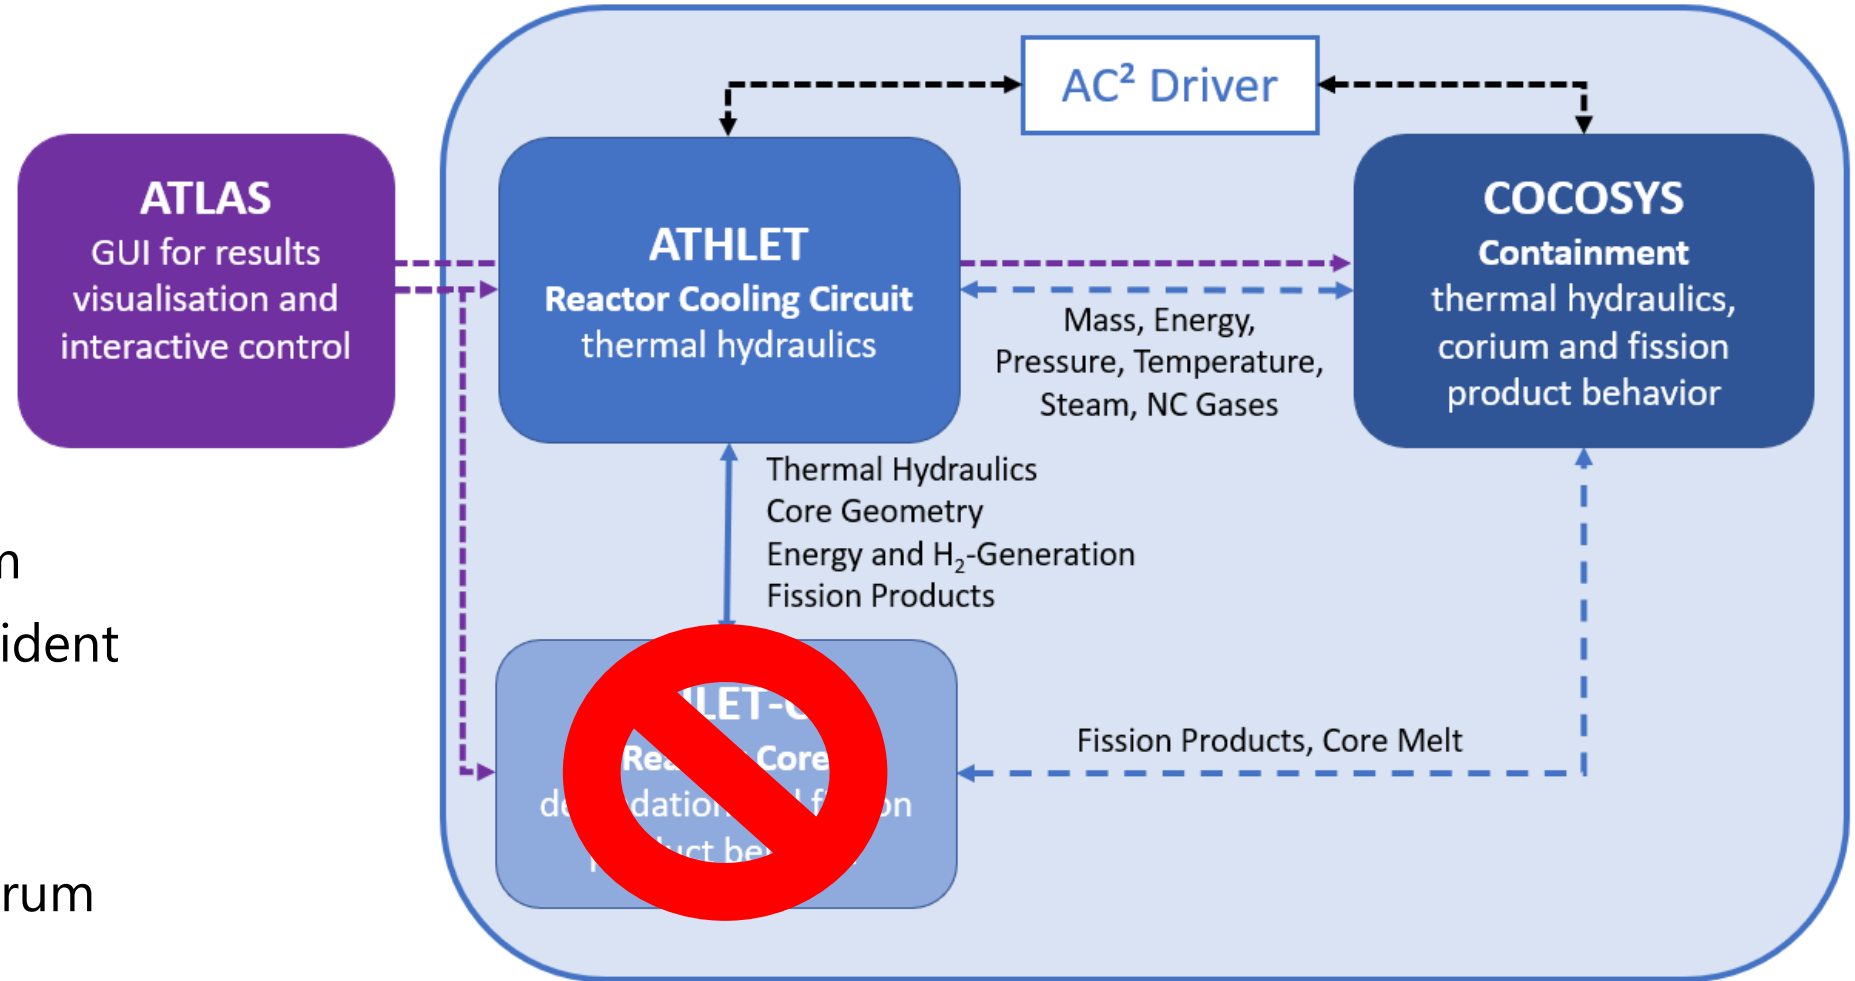 AC² Driver
ATLAS
GUI for results
visualisation and
interactive control
ATHLET
Reactor Cooling Circuit
thermal hydraulics
COCOSYS
Containment
thermal hydraulics,
corium and fission
product behavior
Mass, Energy,
Pressure, Temperature,
Steam, NC Gases
Thermal Hydraulics
Core Geometry
Energy and H₂-Generation
Fission Products
Core
Fission Products, Core Melt
ident
rum